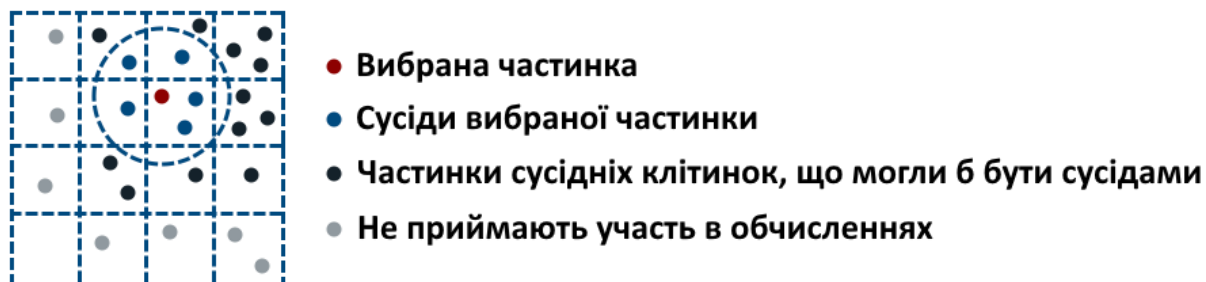 Вибрана частинка
Сусіди вибраної частинки
Частинки сусідніх клітинок, що могли б бути сусідами
Не приймають участь в обчисленнях